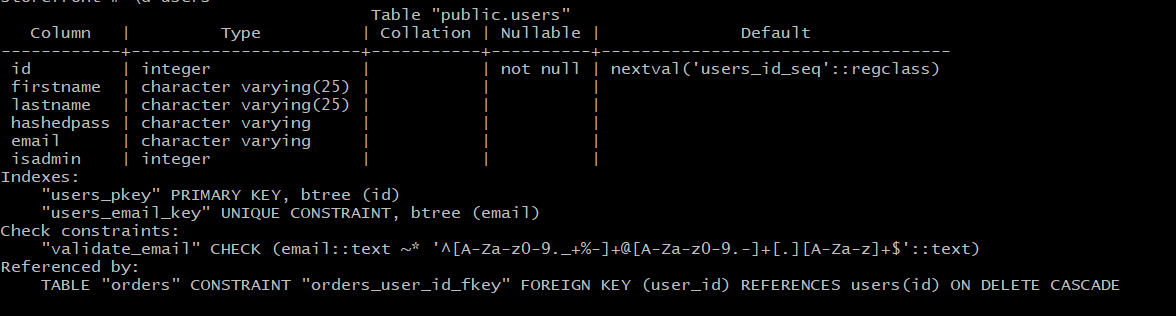 Table "public.users"
   Column   |          Type         | Collation | Nullable |              Default
------------+-----------------------+-----------+----------+-----------------------------------
 id         | integer               |           | not null | nextval('users_id_seq'::regclass)
 firstname  | character varying(25) |           |          |
 lastname   | character varying(25) |           |          |
 hashedpass | character varying     |           |          |
 email      | character varying     |           |          |
 isadmin    | integer               |           |          |
Indexes:
    "users_pkey" PRIMARY KEY, btree (id)
    "users_email_key" UNIQUE CONSTRAINT, btree (email)
Check constraints:
    "validate_email" CHECK (email::text ~* '^[A-Za-z0-9._+%-]+@[A-Za-z0-9.-]+[.][A-Za-z]+$'::text)
Referenced by:
    TABLE "orders" CONSTRAINT "orders_user_id_fkey" FOREIGN KEY (user_id) REFERENCES users(id) ON DELETE CASCADE